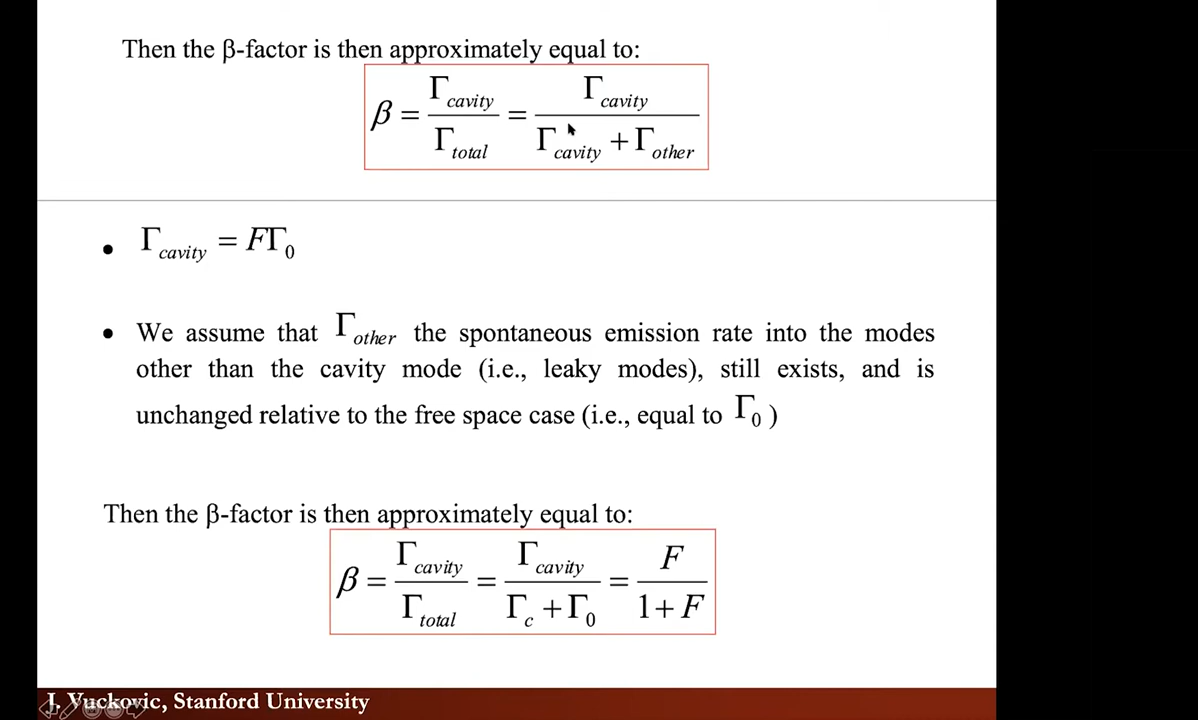 Then the β-factor is then approximately equal to:
β = Γcavity / Γtotal = Γcavity / (Γcavity + Γother)
• Γcavity = FΓ0
• We assume that Γother the spontaneous emission rate into the modes
other than the cavity mode (i.e., leaky modes), still exists, and is
unchanged relative to the free space case (i.e., equal to Γ0 )
Then the β-factor is then approximately equal to:
β = Γcavity / Γtotal = Γcavity / (Γc + Γ0) = F / (1 + F)
J. Vuckovic, Stanford University